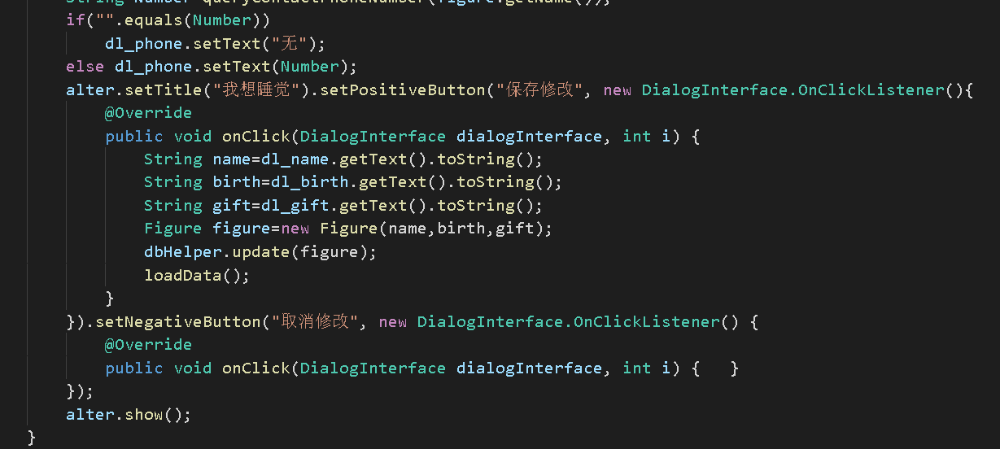 String Number=queryContactPhoneNumber(figure.getName());
if("".equals(Number))
dl_phone.setText("无");
else dl_phone.setText(Number);
alter.setTitle("我想睡觉").setPositiveButton("保存修改", new DialogInterface.OnClickListener(){
@Override
public void onClick(DialogInterface dialogInterface, int i) {
String name=dl_name.getText().toString();
String birth=dl_birth.getText().toString();
String gift=dl_gift.getText().toString();
Figure figure=new Figure(name,birth,gift);
dbHelper.update(figure);
loadData();
}
}).setNegativeButton("取消修改", new DialogInterface.OnClickListener() {
@Override
public void onClick(DialogInterface dialogInterface, int i) { }
});
alter.show();
}